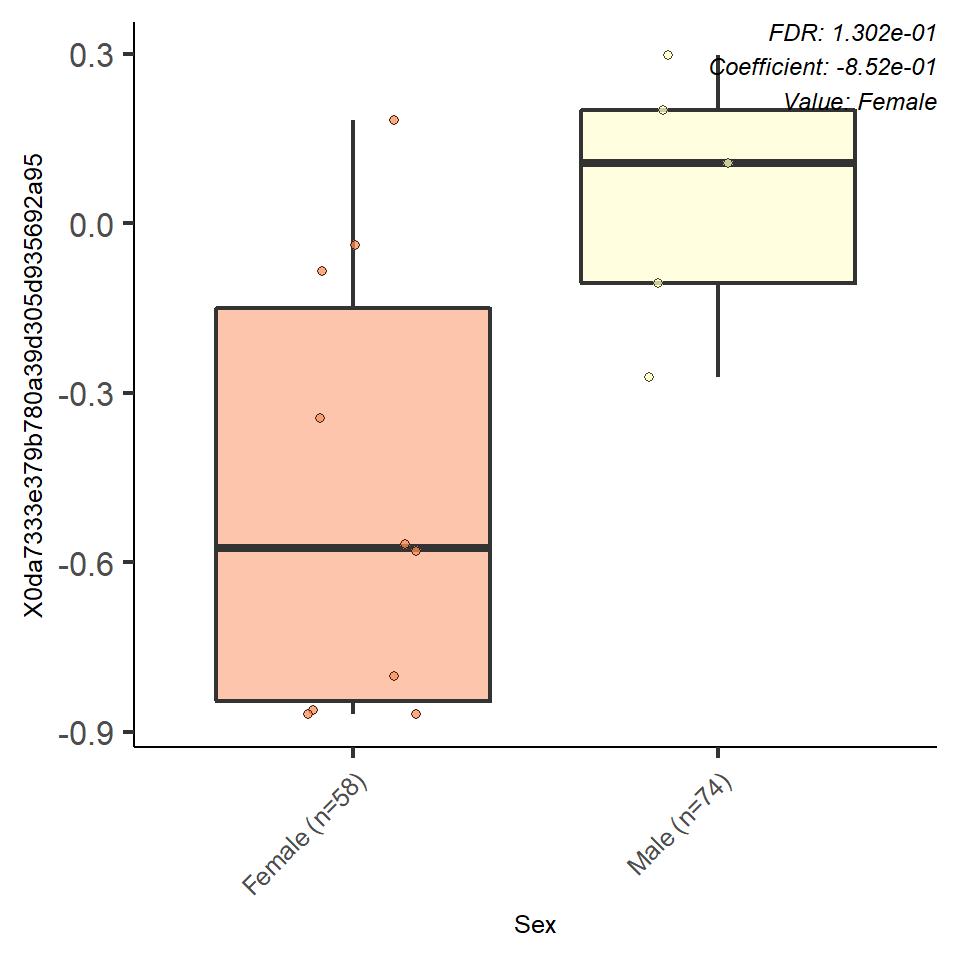 FDR: 1.302e-01
Coefficient: -8.52e-01
Value: Female
0.3
0.0
-0.3
-0.6
-0.9
X0da7333e379b780a39d305d935692a95
Female (n=58)
Male (n=74)
Sex